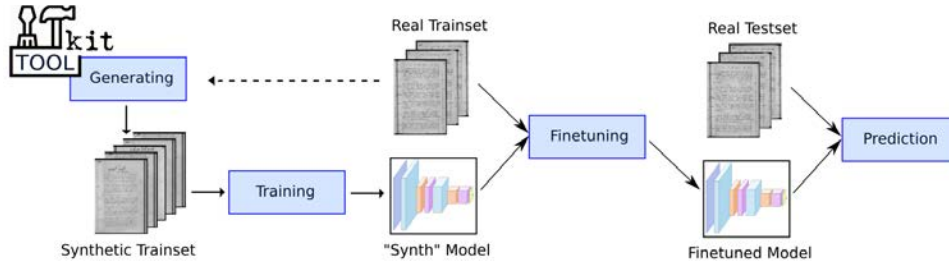 kit
TOOL
Generating
Real Trainset
Real Testset
Finetuning
Prediction
Training
Synthetic Trainset
"Synth" Model
Finetuned Model